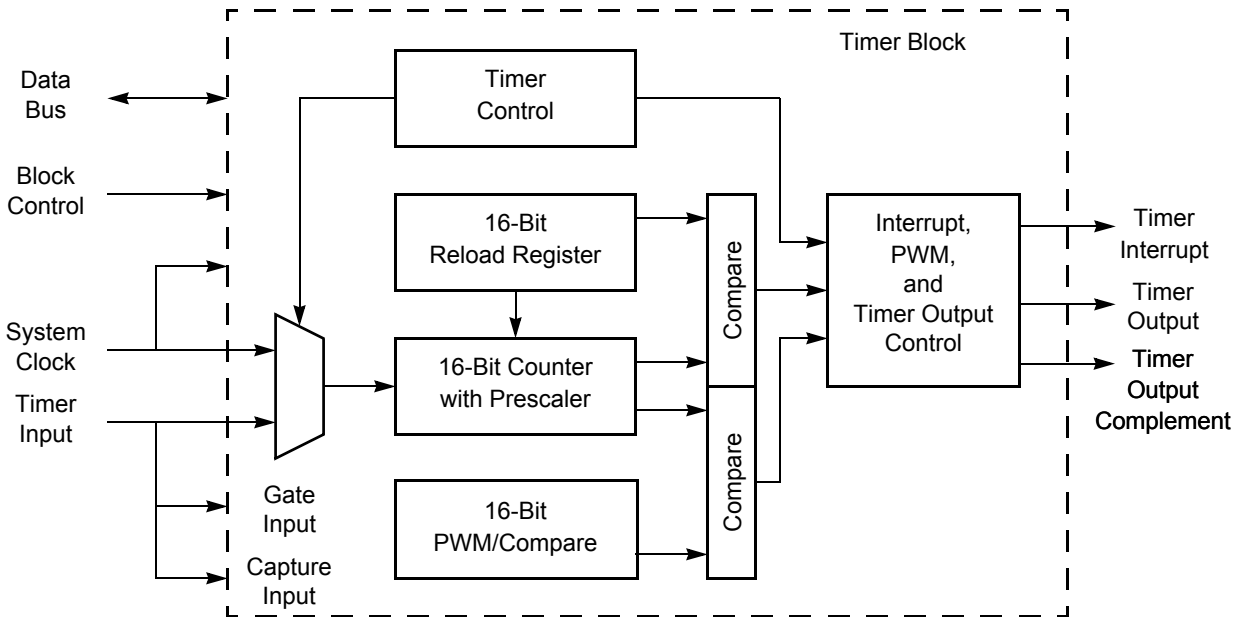 Timer Block
Data
Bus
Timer
Control
Block
Control
16-Bit
Reload Register
Compare
Interrupt,
PWM,
and
Timer Output
Control
Timer
Interrupt
Timer
Output
Timer
Output
Complement
System
Clock
16-Bit Counter
with Prescaler
Timer
Input
Gate
Input
16-Bit
PWM/Compare
Compare
Capture
Input